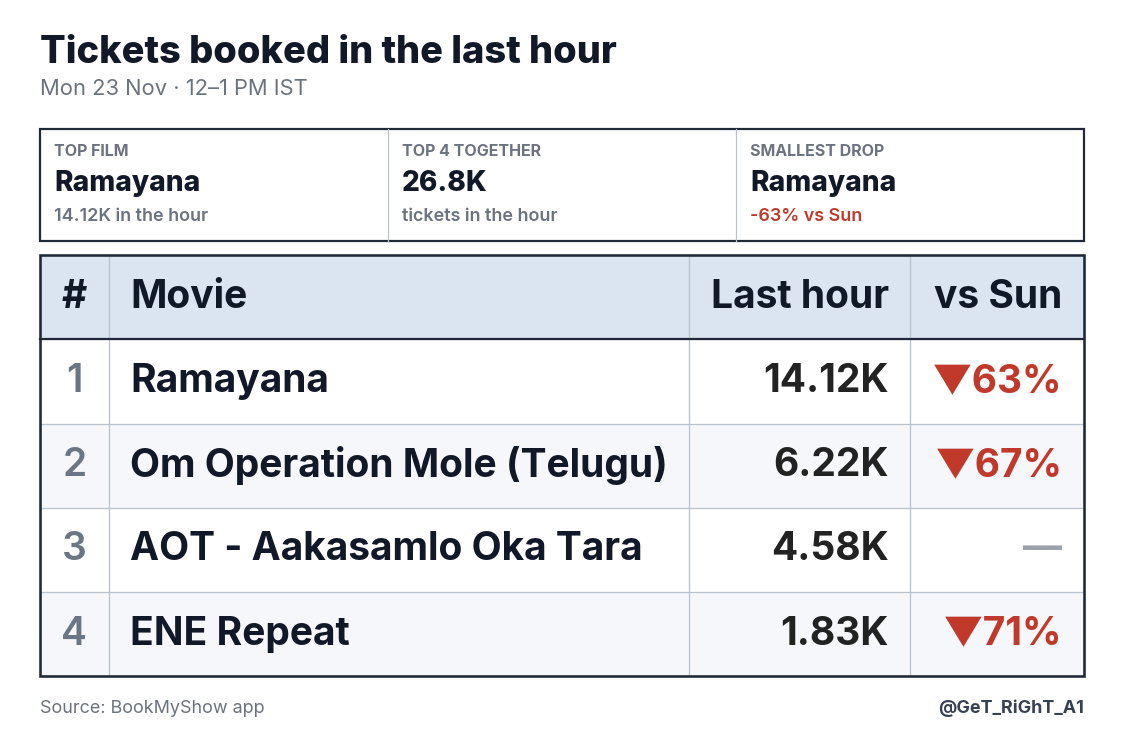 Tickets booked in the last hour
Mon 23 Nov · 12–1 PM IST
TOP FILM
Ramayana
14.12K in the hour
TOP 4 TOGETHER
26.8K
tickets in the hour
SMALLEST DROP
Ramayana
-63% vs Sun
# Movie Last hour vs Sun
1 Ramayana 14.12K ▼63%
2 Om Operation Mole (Telugu) 6.22K ▼67%
3 AOT - Aakasamlo Oka Tara 4.58K —
4 ENE Repeat 1.83K ▼71%
Source: BookMyShow app @GeT_RiGhT_A1